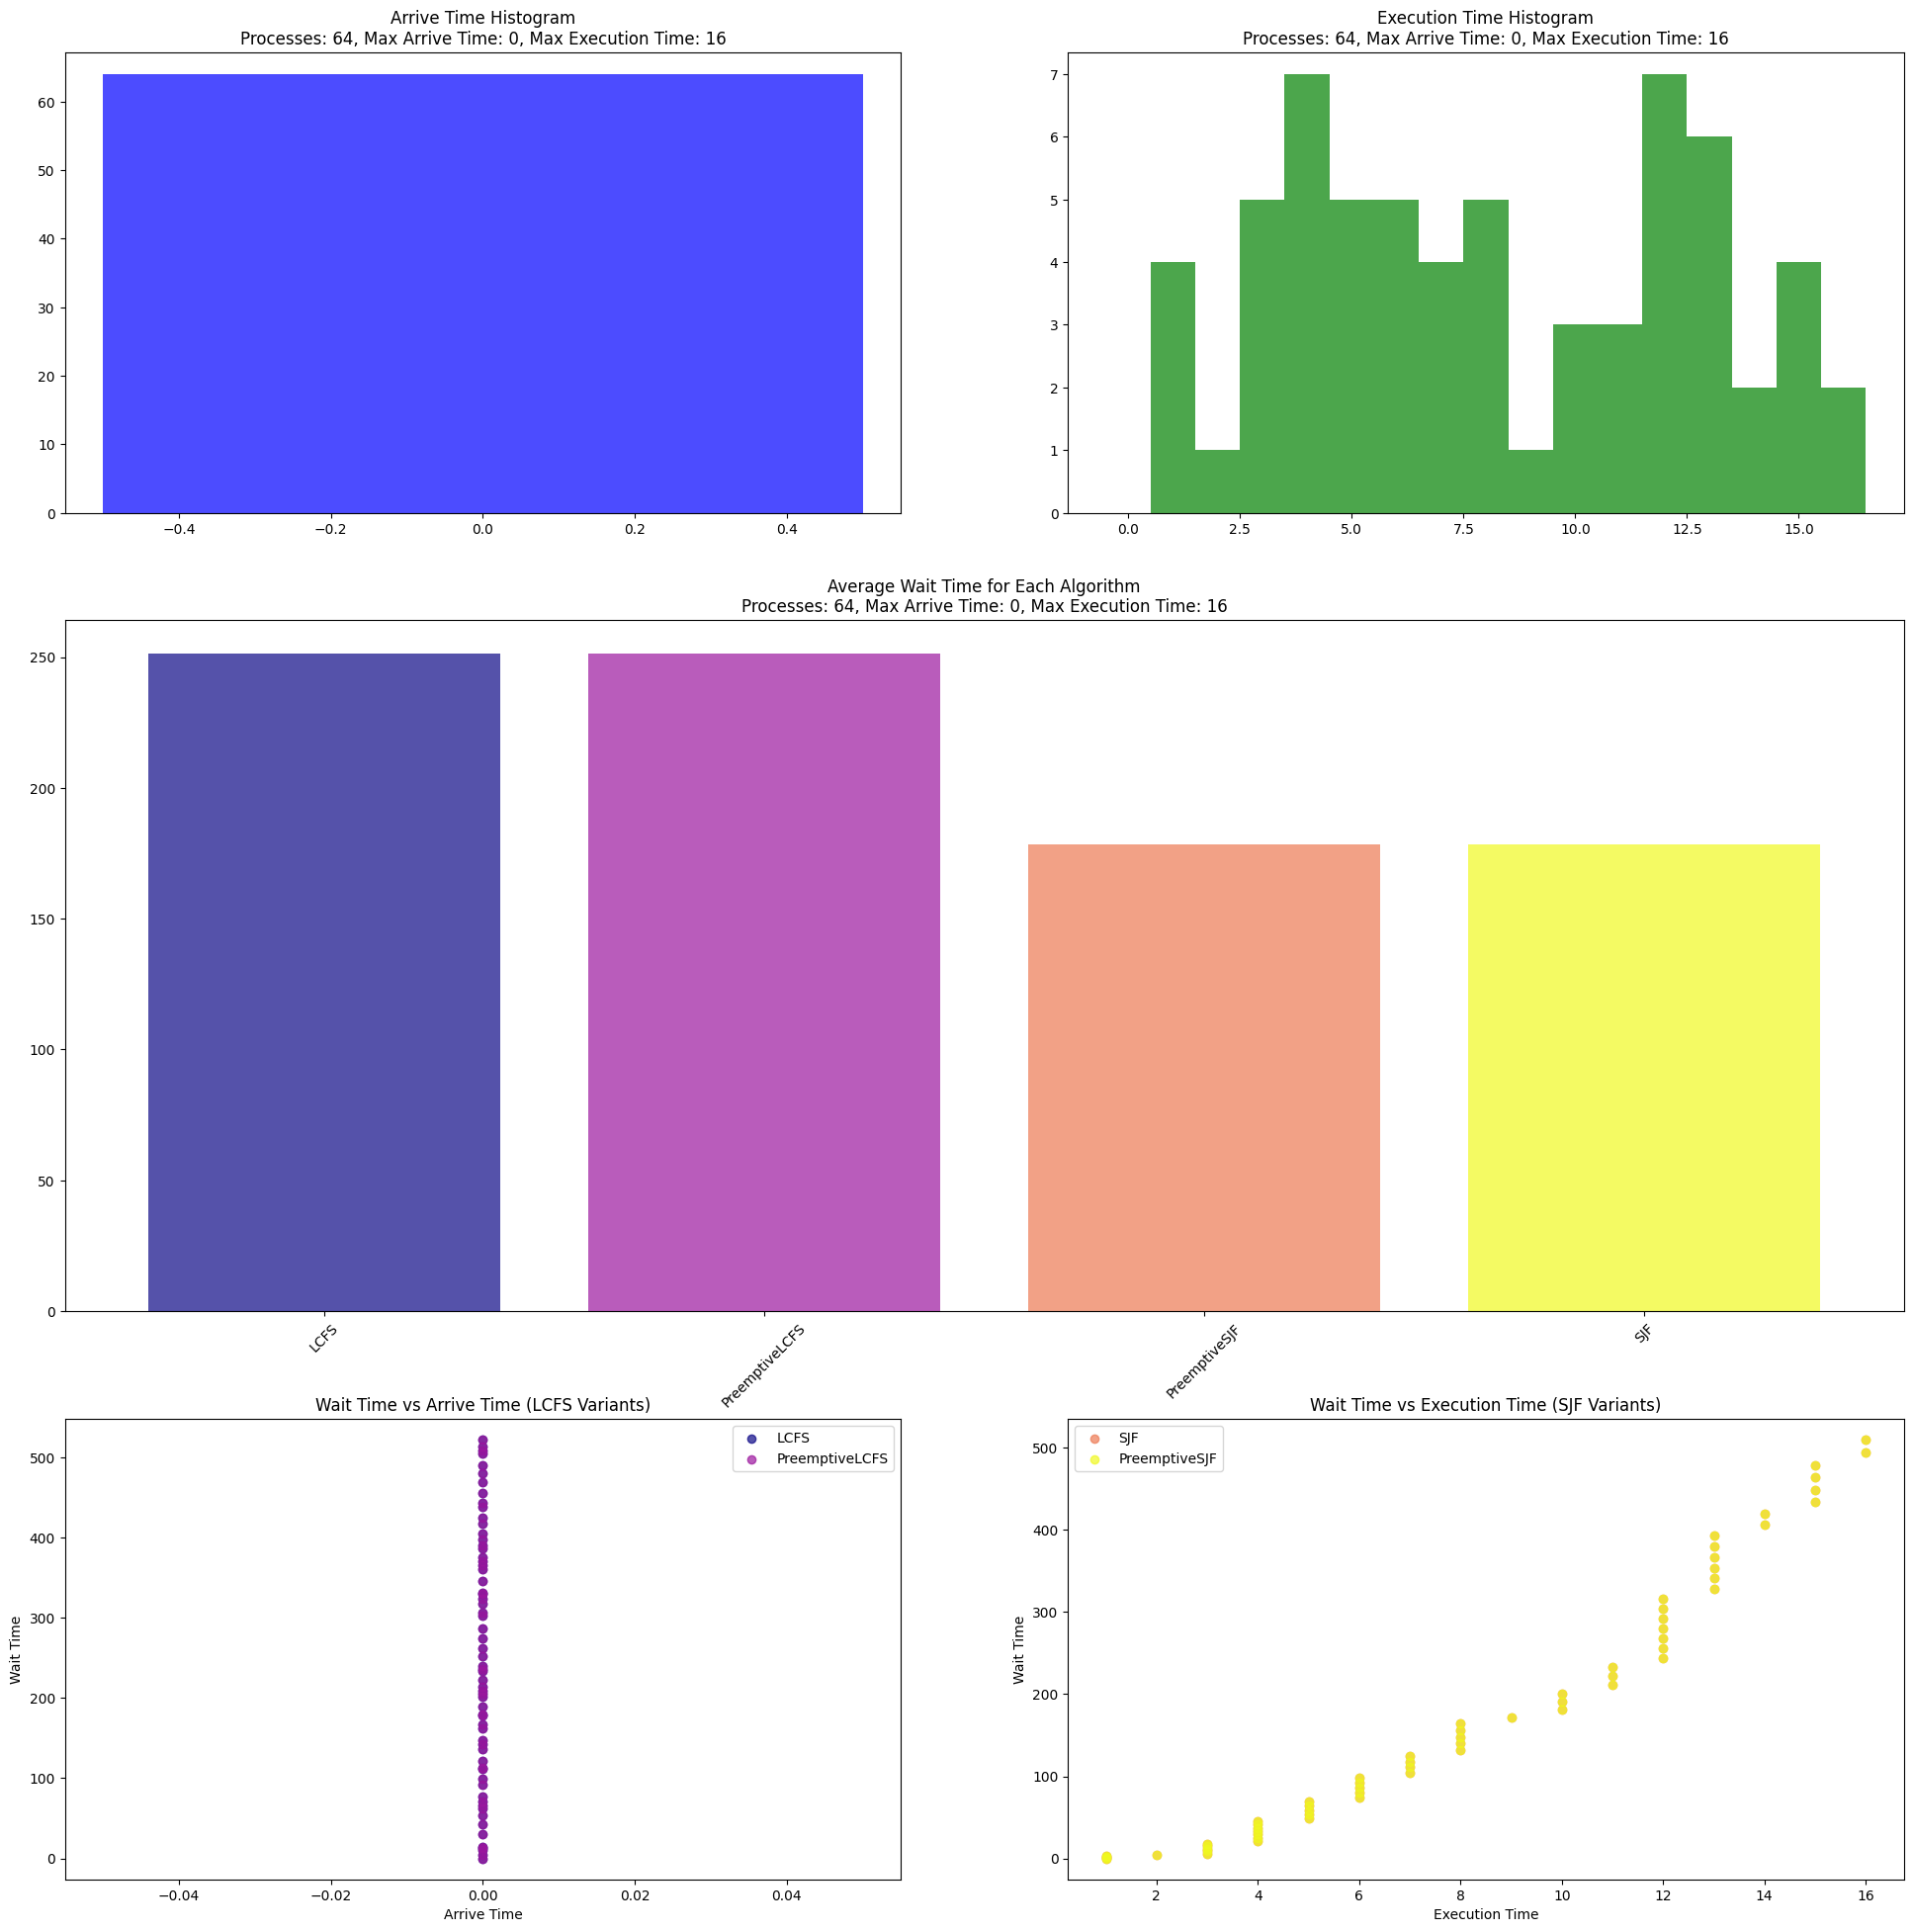 Arrive Time Histogram
Processes: 64, Max Arrive Time: 0, Max Execution Time: 16
60
50
40
30
20
10
0
−0.4
−0.2
0.0
0.2
0.4
Execution Time Histogram
Processes: 64, Max Arrive Time: 0, Max Execution Time: 16
7
6
5
4
3
2
1
0
0.0
2.5
5.0
7.5
10.0
12.5
15.0
Average Wait Time for Each Algorithm
Processes: 64, Max Arrive Time: 0, Max Execution Time: 16
250
200
150
100
50
0
LCFS
PreemptiveLCFS
PreemptiveSJF
SJF
Wait Time vs Arrive Time (LCFS Variants)
LCFS
PreemptiveLCFS
Wait Time
500
400
300
200
100
0
−0.04
−0.02
0.00
0.02
0.04
Arrive Time
Wait Time vs Execution Time (SJF Variants)
SJF
PreemptiveSJF
Wait Time
500
400
300
200
100
0
2
4
6
8
10
12
14
16
Execution Time